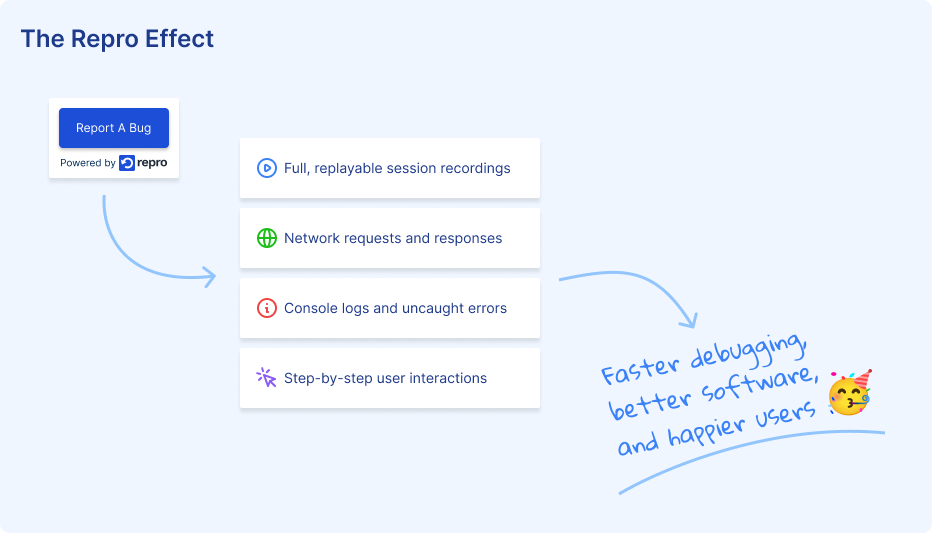 The Repro Effect
Report A Bug
Powered by repro
Full, replayable session recordings
Network requests and responses
Console logs and uncaught errors
Step-by-step user interactions
Faster debugging,
better software,
and happier users !